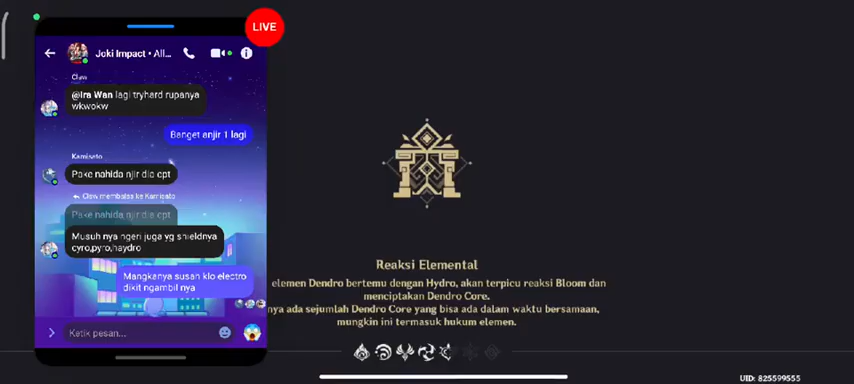 LIVE
Joki Impact • All...
Claw
@Ira Wan lagi tryhard rupanya
wkwokw
Banget anjir 1 lagi
Kamisato
Pake nahida njir dia cpt
Claw membalas ke Kamisato
Pake nahida njir dia cpt
Musuh nya ngeri juga yg shieldnya
cyro,pyro,haydro
Mangkanya susah klo electro
dikit ngambil nya
Ketik pesan...
Reaksi Elemental
elemen Dendro bertemu dengan Hydro, akan terpicu reaksi Bloom dan
menciptakan Dendro Core.
nya ada sejumlah Dendro Core yang bisa ada dalam waktu bersamaan,
mungkin ini termasuk hukum elemen.
UID: 825599555